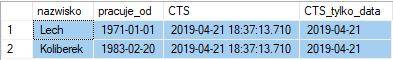 nazwisko pracuje_od CTS CTS_tylko_data
1 Lech 1971-01-01 2019-04-21 18:37:13.710 2019-04-21
2 Koliberek 1983-02-20 2019-04-21 18:37:13.710 2019-04-21